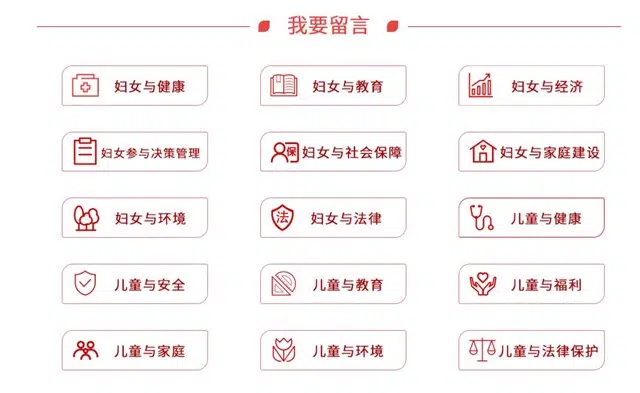 我要留言
妇女与健康
妇女与教育
妇女与经济
妇女参与决策管理
保
妇女与社会保障
妇女与家庭建设
妇女与环境
法
妇女与法律
儿童与健康
儿童与安全
儿童与教育
儿童与福利
儿童与家庭
儿童与环境
儿童与法律保护